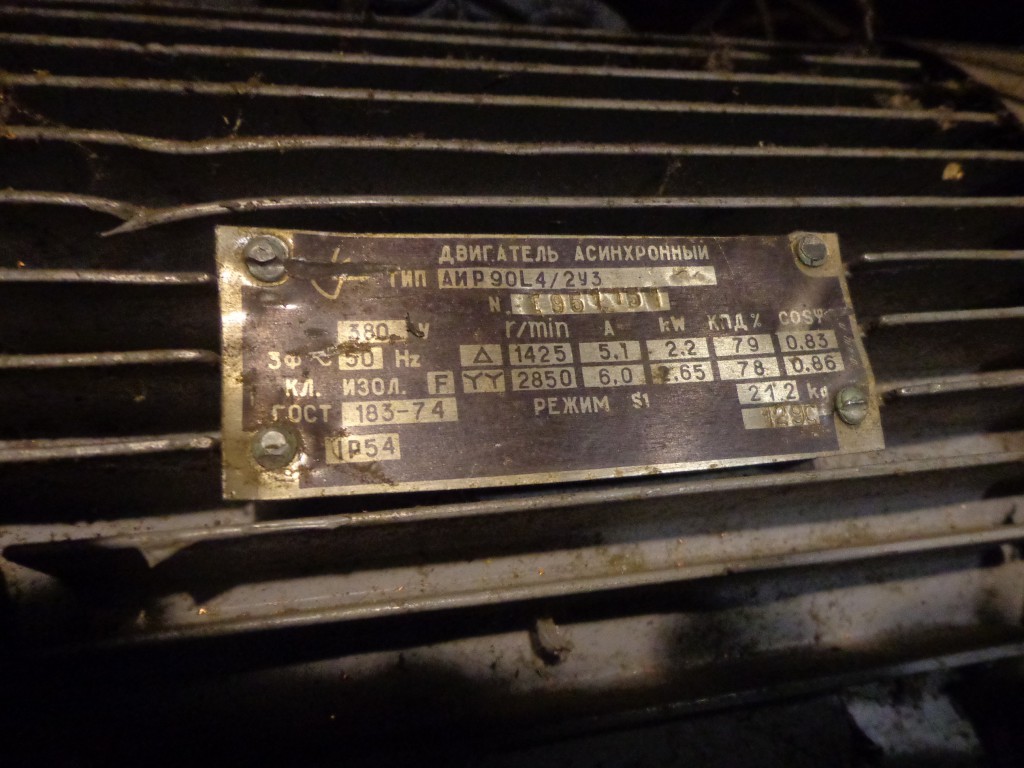 ДВИГАТЕЛЬ АСИНХРОННЫЙ
ТИП АИР90L4/2У3
N.
380 V r/min A kW КПД% COSφ
3Ф 50 Hz △ 1425 5.1 2.2 79 0.83
КЛ. ИЗОЛ. F YY 2850 6.0 2.65 78 0.86
ГОСТ 183-74 РЕЖИМ S1 21.2 kg
IP54